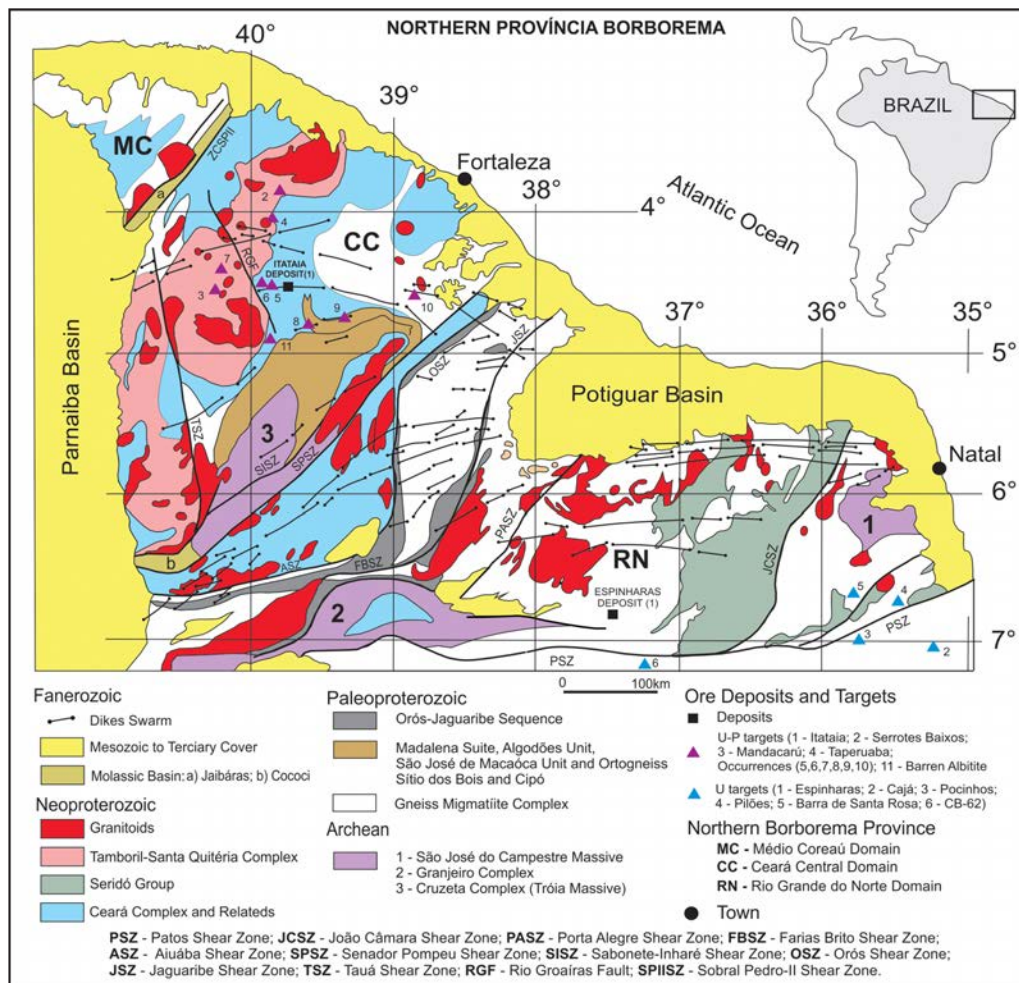 NORTHERN PROVÍNCIA BORBOREMA
40°
39°
38°
4°
37°
36°
35°
5°
6°
7°
BRAZIL
Atlantic Ocean
Fortaleza
Natal
Parnaiba Basin
Potiguar Basin
MC
ZCSPII
a
CC
RGF
ITATAIA
DEPOSIT(1)
2
4
7
3
6 5
8
9
10
11
OSZ
JSZ
TSZ
3
SISZ
SPSZ
b
ASZ
FBSZ
PASZ
RN
JCSZ
1
ESPINHARAS
DEPOSIT (1)
2
5
4
3
2
PSZ
PSZ
6
0 100km
Fanerozoic
Dikes Swarm
Mesozoic to Terciary Cover
Molassic Basin: a) Jaibáras; b) Cococi
Neoproterozoic
Granitoids
Tamboril-Santa Quitéria Complex
Seridó Group
Ceará Complex and Relateds
Paleoproterozoic
Orós-Jaguaribe Sequence
Madalena Suite, Algodões Unit,
São José de Macaóca Unit and Ortogneiss
Sítio dos Bois and Cipó
Gneiss Migmatíite Complex
Archean
1 - São José do Campestre Massive
2 - Granjeiro Complex
3 - Cruzeta Complex (Tróia Massive)
Ore Deposits and Targets
Deposits
U-P targets (1 - Itataia; 2 - Serrotes Baixos;
3 - Mandacarú; 4 - Taperuaba;
Occurrences (5,6,7,8,9,10); 11 - Barren Albitite
U targets (1 - Espinharas; 2 - Cajá; 3 - Pocinhos;
4 - Pilões; 5 - Barra de Santa Rosa; 6 - CB-62)
Northern Borborema Province
MC - Médio Coreaú Domain
CC - Ceará Central Domain
RN - Rio Grande do Norte Domain
Town
PSZ - Patos Shear Zone; JCSZ - João Câmara Shear Zone; PASZ - Porta Alegre Shear Zone; FBSZ - Farias Brito Shear Zone;
ASZ - Aiuába Shear Zone; SPSZ - Senador Pompeu Shear Zone; SISZ - Sabonete-Inharé Shear Zone; OSZ - Orós Shear Zone;
JSZ - Jaguaribe Shear Zone; TSZ - Tauá Shear Zone; RGF - Rio Groaíras Fault; SPIISZ - Sobral Pedro-II Shear Zone.